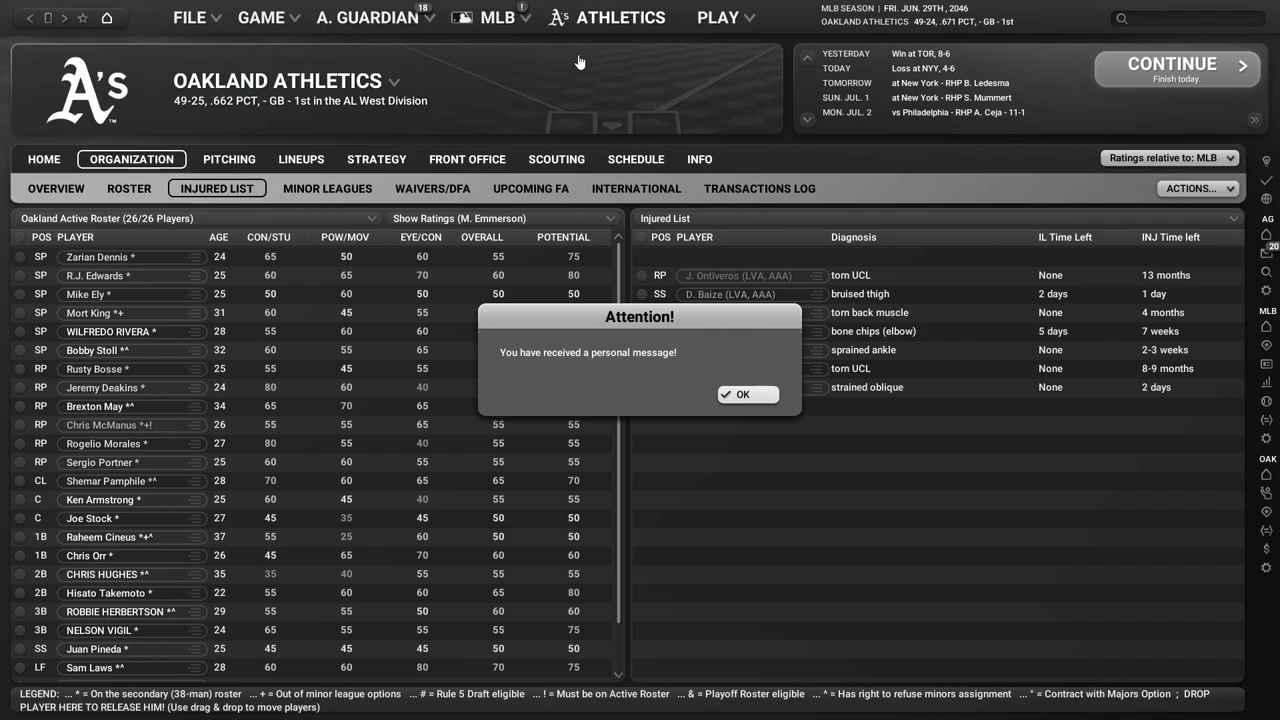 FILE GAME A. GUARDIAN 18 MLB ! A's ATHLETICS PLAY
MLB SEASON | FRI. JUN. 29TH , 2046
OAKLAND ATHLETICS 49-24, .671 PCT, - GB - 1st
A's
OAKLAND ATHLETICS
49-25, .662 PCT, - GB - 1st in the AL West Division
YESTERDAY Win at TOR, 8-6
TODAY Loss at NYY, 4-6
TOMORROW at New York - RHP B. Ledesma
SUN. JUL. 1 at New York - RHP S. Mummert
MON. JUL. 2 vs Philadelphia - RHP A. Ceja - 11-1
CONTINUE
Finish today.
HOME ORGANIZATION PITCHING LINEUPS STRATEGY FRONT OFFICE SCOUTING SCHEDULE INFO Ratings relative to: MLB
OVERVIEW ROSTER INJURED LIST MINOR LEAGUES WAIVERS/DFA UPCOMING FA INTERNATIONAL TRANSACTIONS LOG ACTIONS...
Oakland Active Roster (26/26 Players) Show Ratings (M. Emmerson)
POS PLAYER AGE CON/STU POW/MOV EYE/CON OVERALL POTENTIAL
SP Zarian Dennis * 24 65 50 60 55 75
SP R.J. Edwards * 25 60 65 70 60 80
SP Mike Ely * 25 50 60 50 50 50
SP Mort King *+ 31 60 45 55
SP WILFREDO RIVERA * 28 55 60 60
SP Bobby Stoll *^ 32 60 55 65
RP Rusty Bosse * 25 55 45 55
RP Jeremy Deakins * 24 80 60 40
RP Brexton May *^ 34 65 70 65
RP Chris McManus *+! 26 55 55 65 55 55
RP Rogelio Morales * 27 80 55 40 55 55
RP Sergio Portner * 25 60 60 55 55 55
CL Shemar Pamphile *^ 28 70 60 65 65 70
C Ken Armstrong * 25 60 45 40 60 60
C Joe Stock * 27 45 35 45 50 50
1B Raheem Cineus *+^ 37 55 25 60 50 50
1B Chris Orr * 26 45 65 70 60 60
2B CHRIS HUGHES *^ 35 35 40 55 55 55
2B Hisato Takemoto * 22 55 60 60 65 80
3B ROBBIE HERBERTSON *^ 29 55 55 50 60 60
3B NELSON VIGIL * 24 65 55 55 55 75
SS Juan Pineda * 25 45 45 45 50 50
LF Sam Laws *^ 28 60 60 80 70 75
Injured List
POS PLAYER Diagnosis IL Time Left INJ Time left
RP J. Ontiveros (LVA, AAA) torn UCL None 13 months
SS D. Baize (LVA, AAA) bruised thigh 2 days 1 day
torn back muscle None 4 months
bone chips (elbow) 5 days 7 weeks
sprained ankle None 2-3 weeks
torn UCL None 8-9 months
strained oblique None 2 days
Attention!
You have received a personal message!
OK
AG
20
MLB
OAK
LEGEND: ... * = On the secondary (38-man) roster ... + = Out of minor league options ... # = Rule 5 Draft eligible ... ! = Must be on Active Roster ... & = Playoff Roster eligible ... ^ = Has right to refuse minors assignment ... ° = Contract with Majors Option ; DROP
PLAYER HERE TO RELEASE HIM! (Use drag & drop to move players)